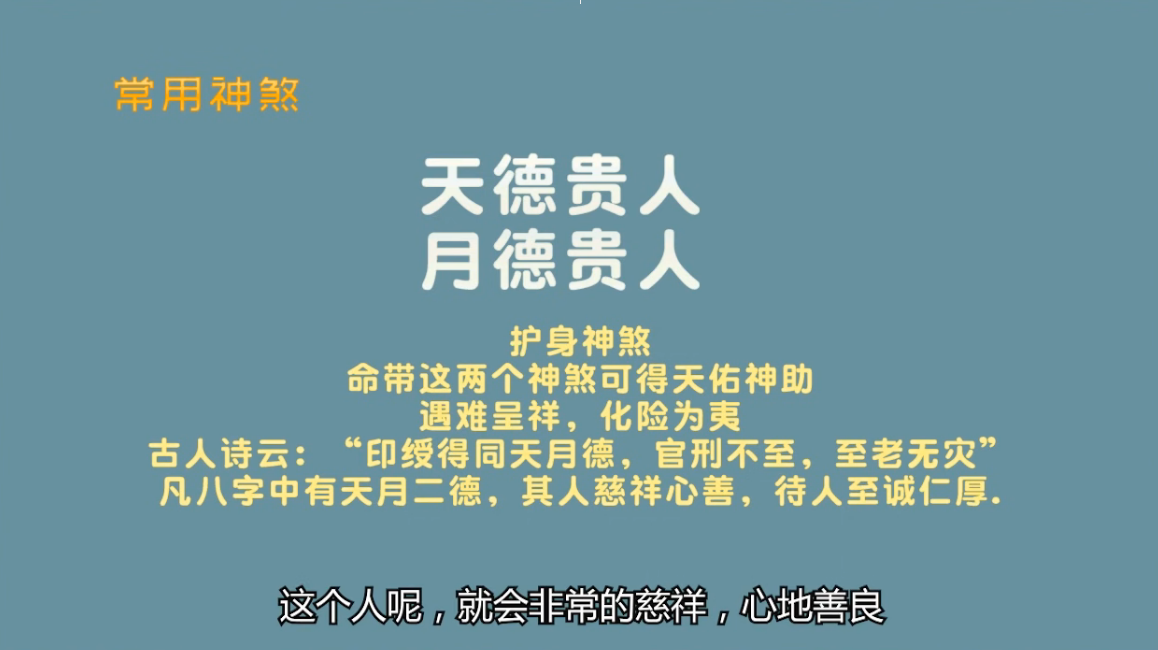 常用神煞
天德贵人
月德贵人
护身神煞
命带这两个神煞可得天佑神助
遇难呈祥，化险为夷
古人诗云：“印绶得同天月德，官刑不至，至老无灾”
凡八字中有天月二德，其人慈祥心善，待人至诚仁厚.
这个人呢，就会非常的慈祥，心地善良